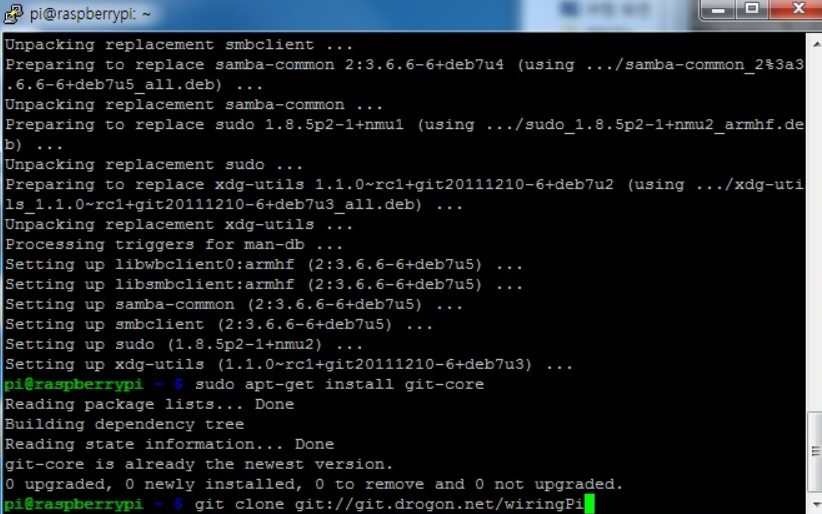 pi@raspberrypi: ~
Unpacking replacement smbclient ...
Preparing to replace samba-common 2:3.6.6-6+deb7u4 (using .../samba-common_2%3a3
.6.6-6+deb7u5_all.deb) ...
Unpacking replacement samba-common ...
Preparing to replace sudo 1.8.5p2-1+nmu1 (using .../sudo_1.8.5p2-1+nmu2_armhf.de
b) ...
Unpacking replacement sudo ...
Preparing to replace xdg-utils 1.1.0~rc1+git20111210-6+deb7u2 (using .../xdg-uti
ls_1.1.0~rc1+git20111210-6+deb7u3_all.deb) ...
Unpacking replacement xdg-utils ...
Processing triggers for man-db ...
Setting up libwbclient0:armhf (2:3.6.6-6+deb7u5) ...
Setting up libsmbclient:armhf (2:3.6.6-6+deb7u5) ...
Setting up samba-common (2:3.6.6-6+deb7u5) ...
Setting up smbclient (2:3.6.6-6+deb7u5) ...
Setting up sudo (1.8.5p2-1+nmu2) ...
Setting up xdg-utils (1.1.0~rc1+git20111210-6+deb7u3) ...
pi@raspberrypi ~ $ sudo apt-get install git-core
Reading package lists... Done
Building dependency tree
Reading state information... Done
git-core is already the newest version.
0 upgraded, 0 newly installed, 0 to remove and 0 not upgraded.
pi@raspberrypi ~ $ git clone git://git.drogon.net/wiringPi